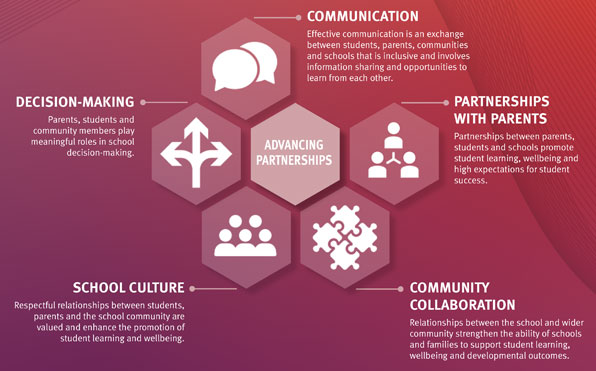 COMMUNICATION
Effective communication is an exchange
between students, parents, communities
and schools that is inclusive and involves
information sharing and opportunities to
learn from each other.
DECISION-MAKING
Parents, students and
community members play
meaningful roles in school
decision-making.
ADVANCING
PARTNERSHIPS
PARTNERSHIPS
WITH PARENTS
Partnerships between parents,
students and schools promote
student learning, wellbeing and
high expectations for student
success.
SCHOOL CULTURE
Respectful relationships between students,
parents and the school community are
valued and enhance the promotion of
student learning and wellbeing.
COMMUNITY
COLLABORATION
Relationships between the school and wider
community strengthen the ability of schools
and families to support student learning,
wellbeing and developmental outcomes.